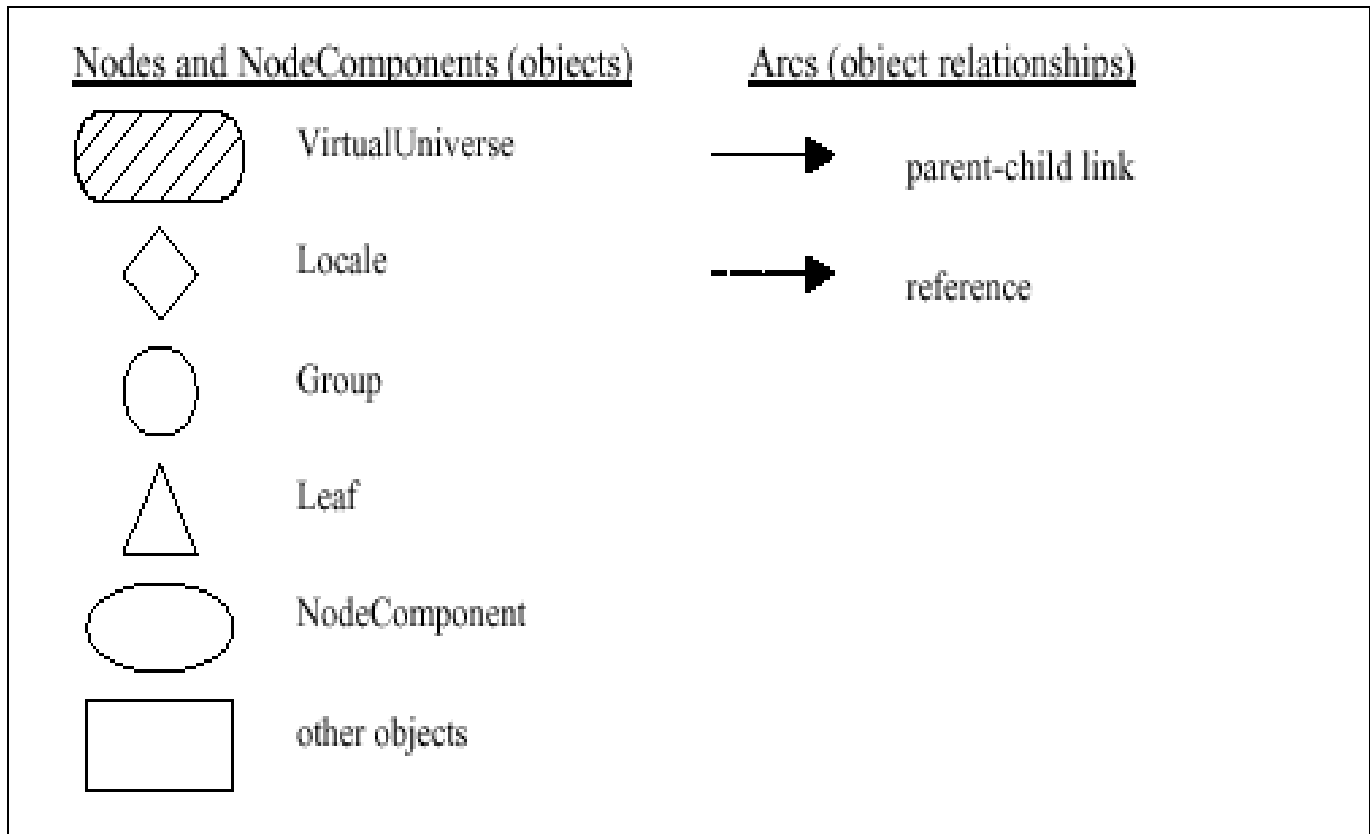 Nodes and NodeComponents (objects)
VirtualUniverse
Locale
Group
Leaf
NodeComponent
other objects
Arcs (object relationships)
parent-child link
reference